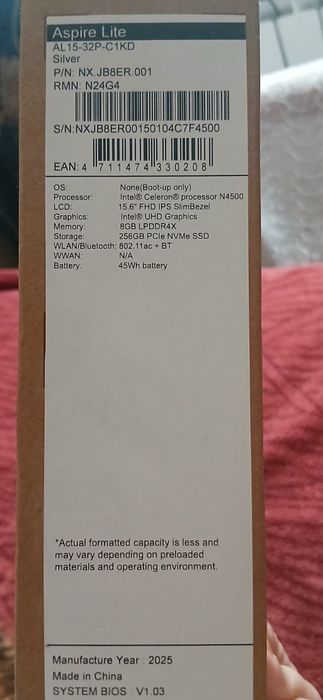 Aspire Lite
AL15-32P-C1KD
Silver
P/N: NX.JB8ER.001
RMN: N24G4
S/N:NXJB8ER00150104C7F4500
EAN: 4 711474 330208
OS: None(Boot-up only)
Processor: Intel® Celeron® processor N4500
LCD: 15.6" FHD IPS SlimBezel
Graphics: Intel® UHD Graphics
Memory: 8GB LPDDR4X
Storage: 256GB PCIe NVMe SSD
WLAN/Bluetooth: 802.11ac + BT
WWAN: N/A
Battery: 45Wh battery
*Actual formatted capacity is less and
may vary depending on preloaded
materials and operating environment.
Manufacture Year : 2025
Made in China
SYSTEM BIOS : V1.03